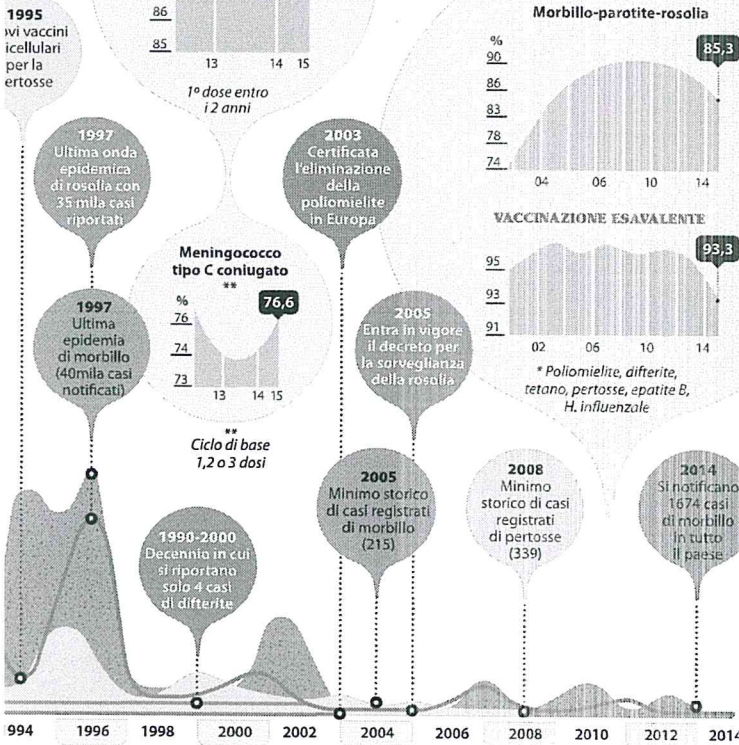 1995
vi vaccini
icellulari
per la
ertosse
86
85
13 14 15
1º dose entro
i 2 anni
Morbillo-parotite-rosolia
%
90
86
83
78
74
85,3
04 06 10 14
1997
Ultima onda
epidemica
di rosolia con
35 mila casi
riportati
2003
Certificata
l'eliminazione
della
poliomielite
in Europa
VACCINAZIONE ESAVALENTE
95
93
91
93,3
02 06 10 14
* Poliomielite, difterite,
tetano, pertosse, epatite B,
H. influenzale
Meningococco
tipo C coniugato
**
%
76
74
73
76,6
13 14 15
**
Ciclo di base
1,2 o 3 dosi
1997
Ultima
epidemia
di morbillo
(40mila casi
notificati)
2005
Entra in vigore
il decreto per
la sorveglianza
della rosolia
1990-2000
Decennio in cui
si riportano
solo 4 casi
di difterite
2005
Minimo storico
di casi registrati
di morbillo
(215)
2008
Minimo
storico di casi
registrati
di pertosse
(339)
2014
Si notificano
1674 casi
di morbillo
in tutto
il paese
994 1996 1998 2000 2002 2004 2006 2008 2010 2012 2014